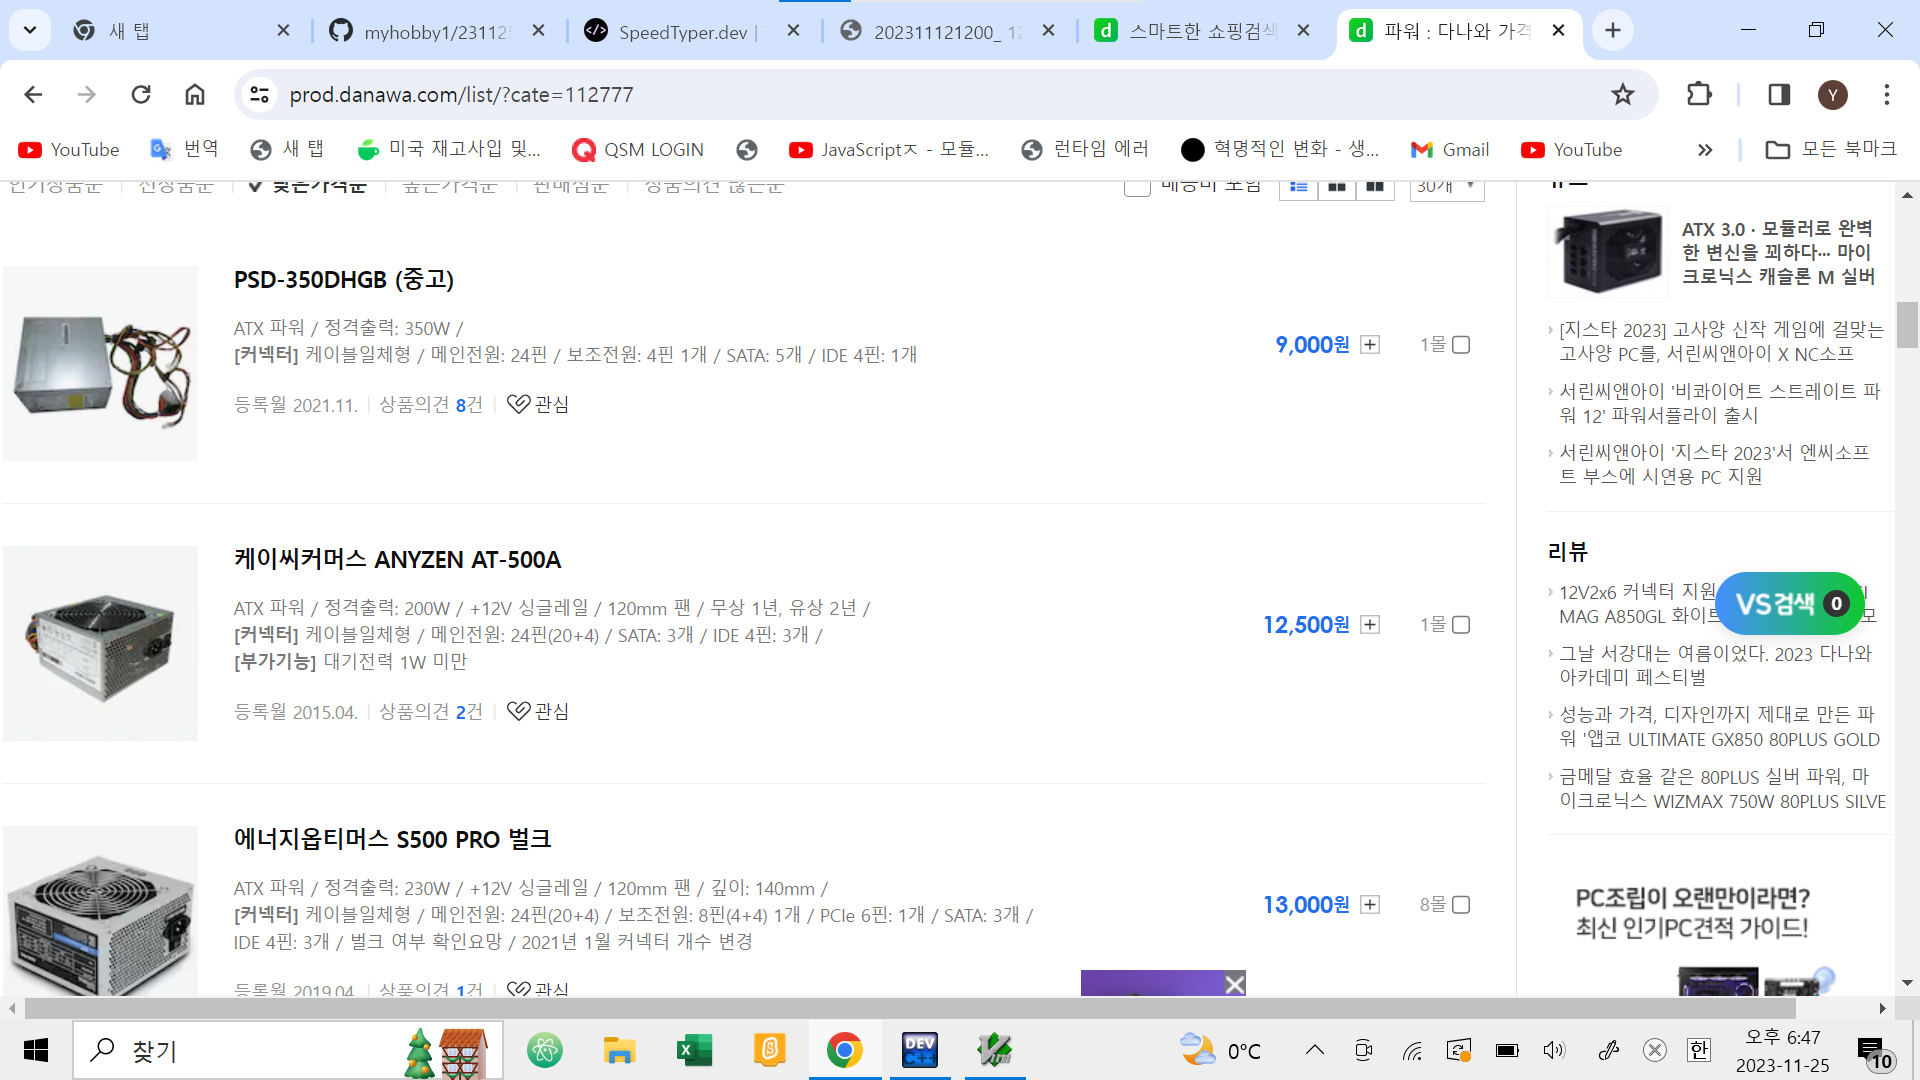 새 탭
myhobby1/23112
SpeedTyper.dev |
202311121200_ 12
스마트한 쇼핑검색
파워 : 다나와 가격
prod.danawa.com/list/?cate=112777
Y
YouTube
번역
새 탭
미국 재고사입 및...
QSM LOGIN
JavaScriptㅈ - 모듈...
런타임 에러
혁명적인 변화 - 생...
Gmail
YouTube
모든 북마크
인기상품순
신상품순
낮은가격순
높은가격순
판매점순
상품의견 많은순
배송비 포함
30개
PSD-350DHGB (중고)
ATX 파워 / 정격출력: 350W /
[커넥터] 케이블일체형 / 메인전원: 24핀 / 보조전원: 4핀 1개 / SATA: 5개 / IDE 4핀: 1개
9,000원
1몰
등록월 2021.11.
상품의견 8건
관심
케이씨커머스 ANYZEN AT-500A
ATX 파워 / 정격출력: 200W / +12V 싱글레일 / 120mm 팬 / 무상 1년, 유상 2년 /
[커넥터] 케이블일체형 / 메인전원: 24핀(20+4) / SATA: 3개 / IDE 4핀: 3개 /
[부가기능] 대기전력 1W 미만
12,500원
1몰
등록월 2015.04.
상품의견 2건
관심
에너지옵티머스 S500 PRO 벌크
ATX 파워 / 정격출력: 230W / +12V 싱글레일 / 120mm 팬 / 깊이: 140mm /
[커넥터] 케이블일체형 / 메인전원: 24핀(20+4) / 보조전원: 8핀(4+4) 1개 / PCIe 6핀: 1개 / SATA: 3개 /
IDE 4핀: 3개 / 벌크 여부 확인요망 / 2021년 1월 커넥터 개수 변경
13,000원
8몰
등록월 2019.04.
상품의견 1건
관심
뉴스
ATX 3.0 · 모듈러로 완벽
한 변신을 꾀하다··· 마이
크로닉스 캐슬론 M 실버
[지스타 2023] 고사양 신작 게임에 걸맞는
고사양 PC를, 서린씨앤아이 X NC소프
서린씨앤아이 '비콰이어트 스트레이트 파
워 12' 파워서플라이 출시
서린씨앤아이 '지스타 2023'서 엔씨소프
트 부스에 시연용 PC 지원
리뷰
12V2x6 커넥터 지원
MAG A850GL 화이트
모
VS검색 0
그날 서강대는 여름이었다. 2023 다나와
아카데미 페스티벌
성능과 가격, 디자인까지 제대로 만든 파
워 '앱코 ULTIMATE GX850 80PLUS GOLD
금메달 효율 같은 80PLUS 실버 파워, 마
이크로닉스 WIZMAX 750W 80PLUS SILVE
PC조립이 오랜만이라면?
최신 인기PC견적 가이드!
찾기
DEV
C++
0°C
한
오후 6:47
2023-11-25
10